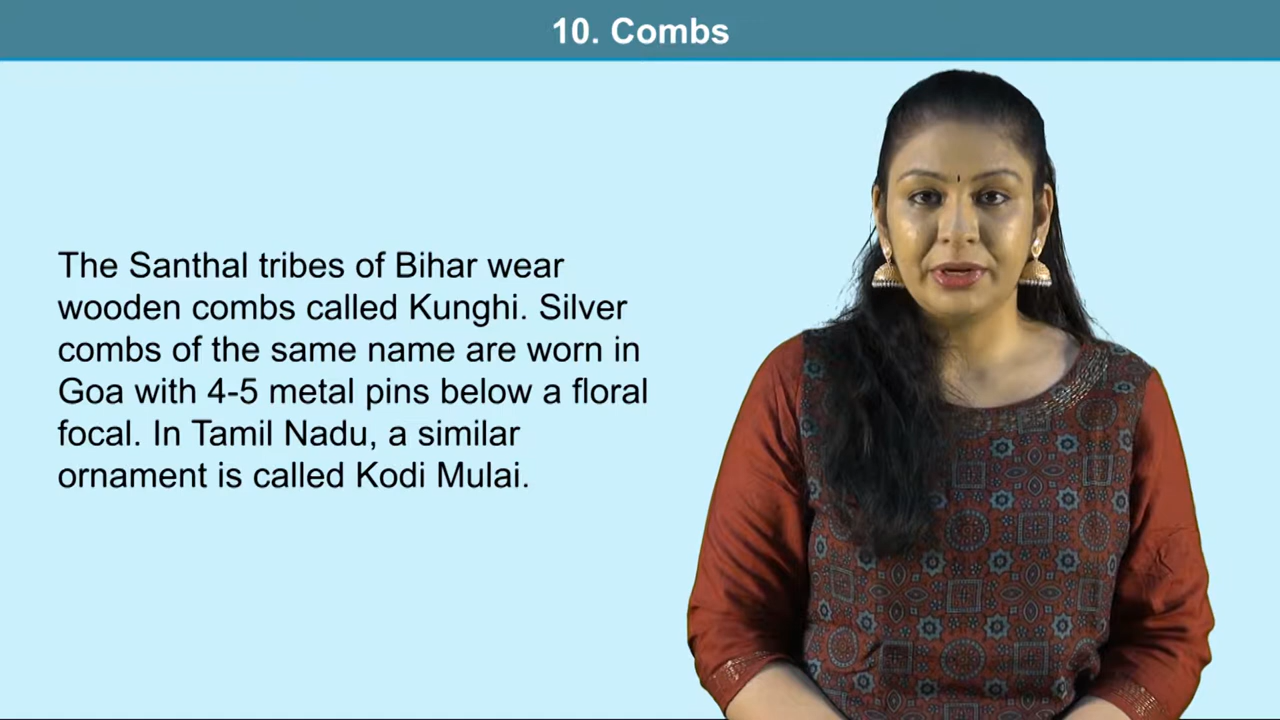 10. Combs
The Santhal tribes of Bihar wear
wooden combs called Kunghi. Silver
combs of the same name are worn in
Goa with 4-5 metal pins below a floral
focal. In Tamil Nadu, a similar
ornament is called Kodi Mulai.